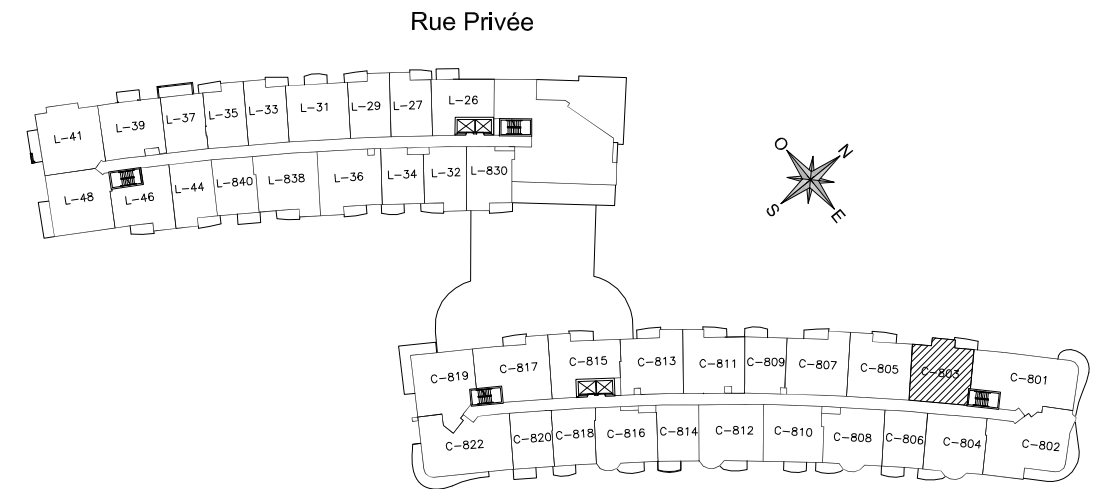 Rue Privée
L-41
L-39
L-37
L-35
L-33
L-31
L-29
L-27
L-26
L-48
L-46
L-44
L-840
L-838
L-36
L-34
L-32
L-830
O
N
S
E
C-819
C-817
C-815
C-813
C-811
C-809
C-807
C-805
C-803
C-801
C-822
C-820
C-818
C-816
C-814
C-812
C-810
C-808
C-806
C-804
C-802